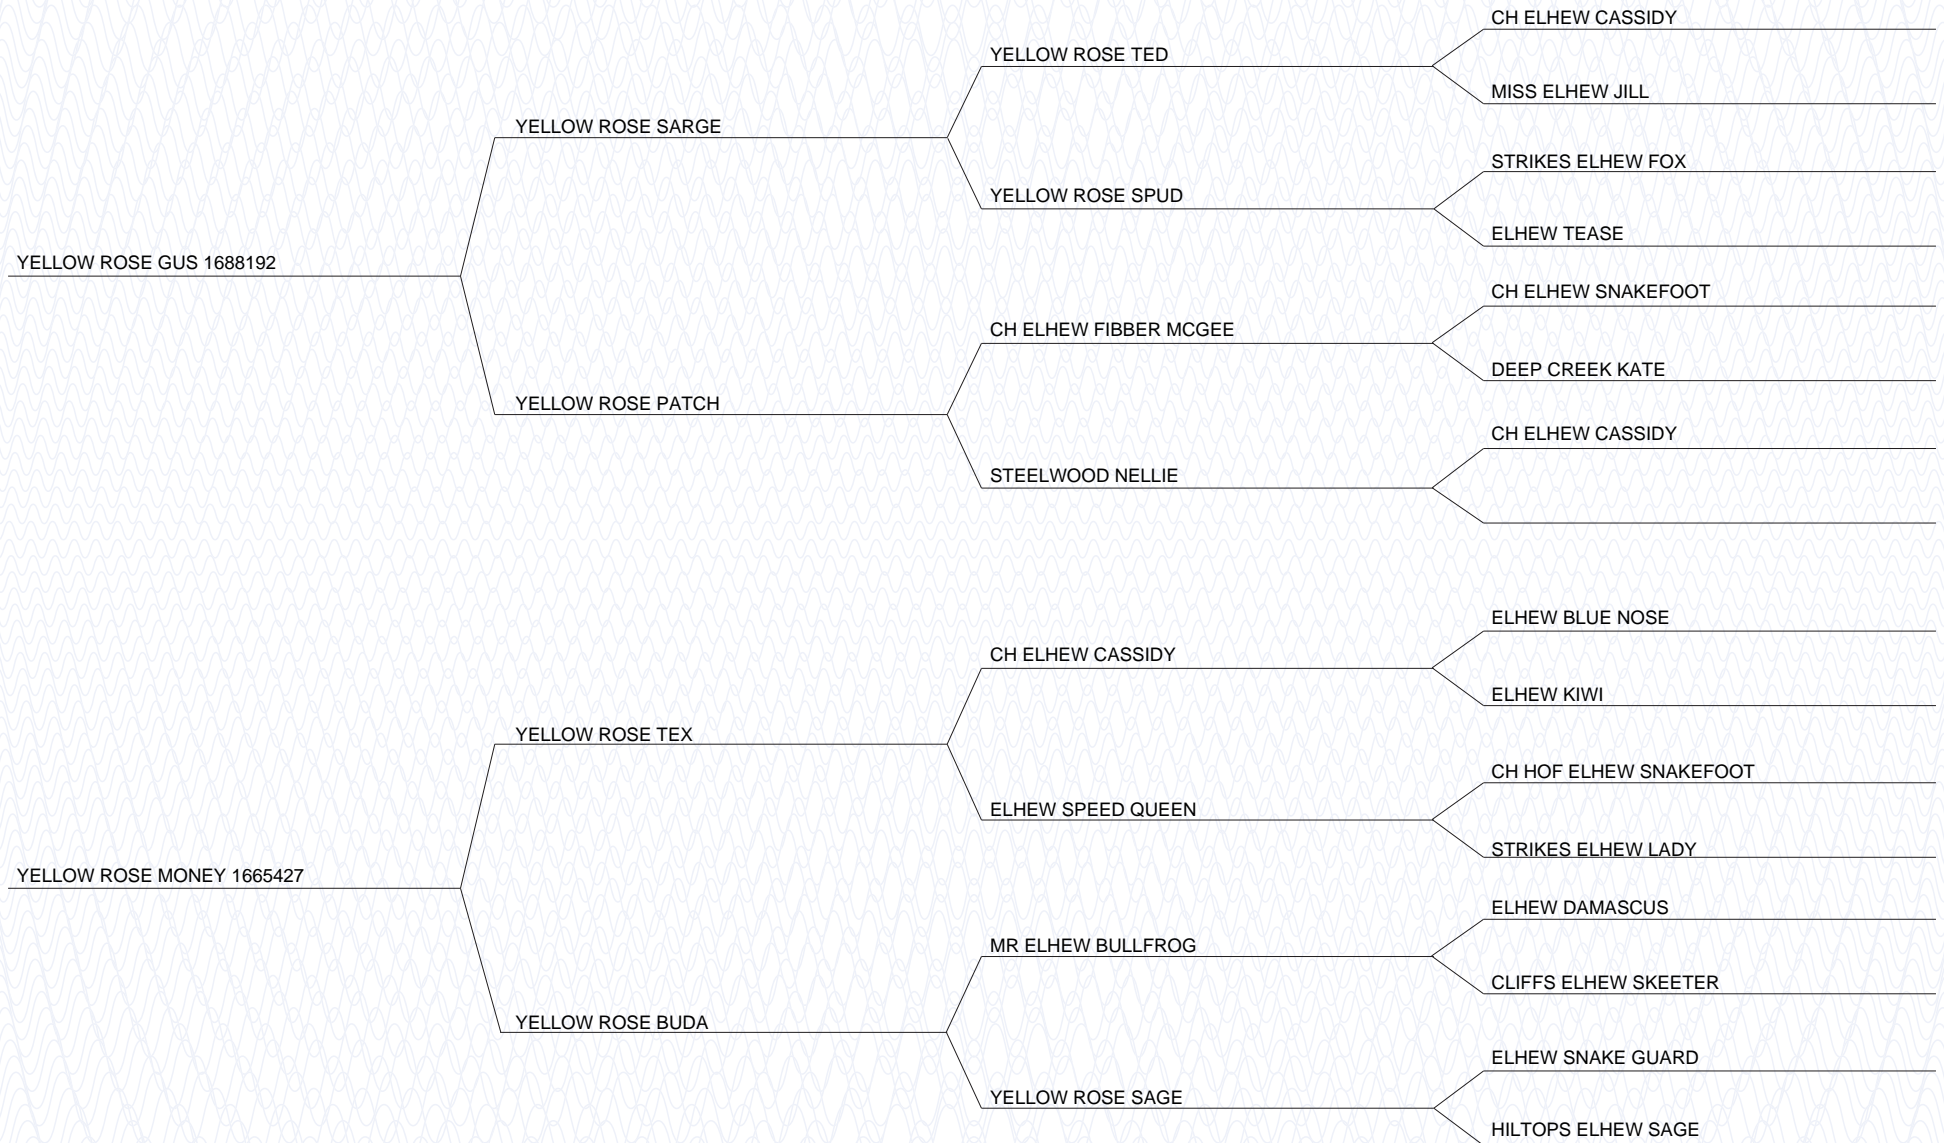 CH ELHEW CASSIDY
YELLOW ROSE TED
MISS ELHEW JILL
YELLOW ROSE SARGE
STRIKES ELHEW FOX
YELLOW ROSE SPUD
ELHEW TEASE
YELLOW ROSE GUS 1688192
CH ELHEW SNAKEFOOT
CH ELHEW FIBBER MCGEE
DEEP CREEK KATE
YELLOW ROSE PATCH
CH ELHEW CASSIDY
STEELWOOD NELLIE
ELHEW BLUE NOSE
CH ELHEW CASSIDY
ELHEW KIWI
YELLOW ROSE TEX
CH HOF ELHEW SNAKEFOOT
ELHEW SPEED QUEEN
STRIKES ELHEW LADY
YELLOW ROSE MONEY 1665427
ELHEW DAMASCUS
MR ELHEW BULLFROG
CLIFFS ELHEW SKEETER
YELLOW ROSE BUDA
ELHEW SNAKE GUARD
YELLOW ROSE SAGE
HILTOPS ELHEW SAGE